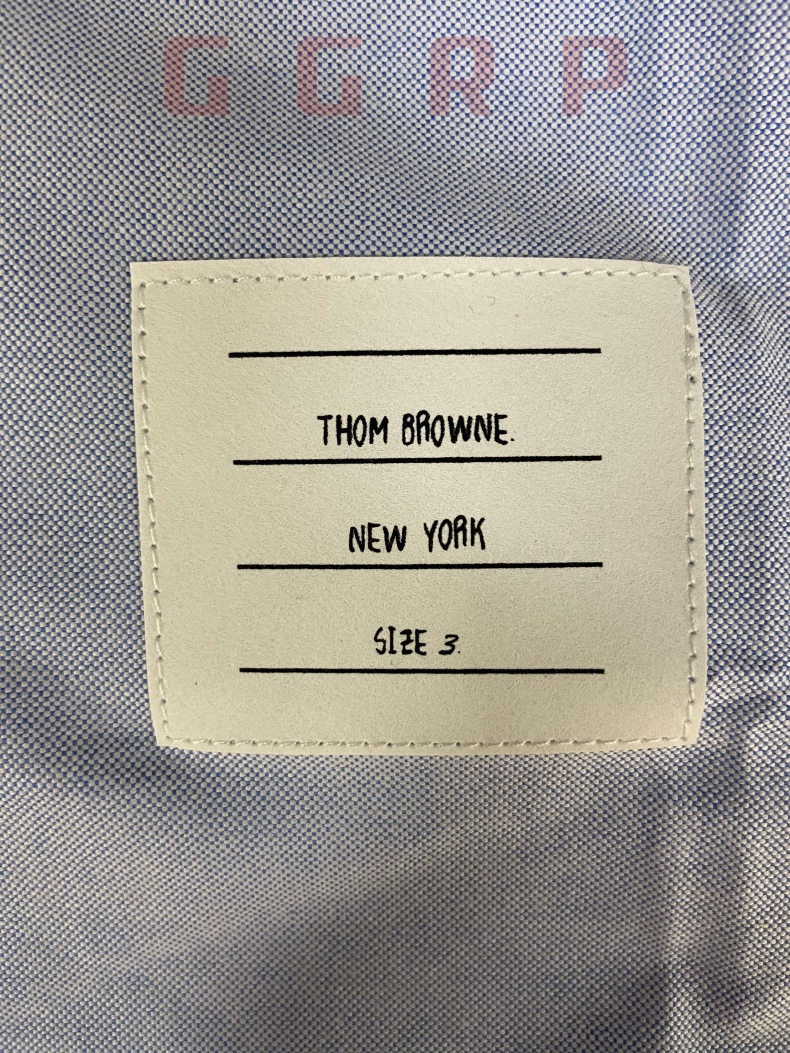 GGRP
THOM BROWNE.
NEW YORK
SIZE 3.